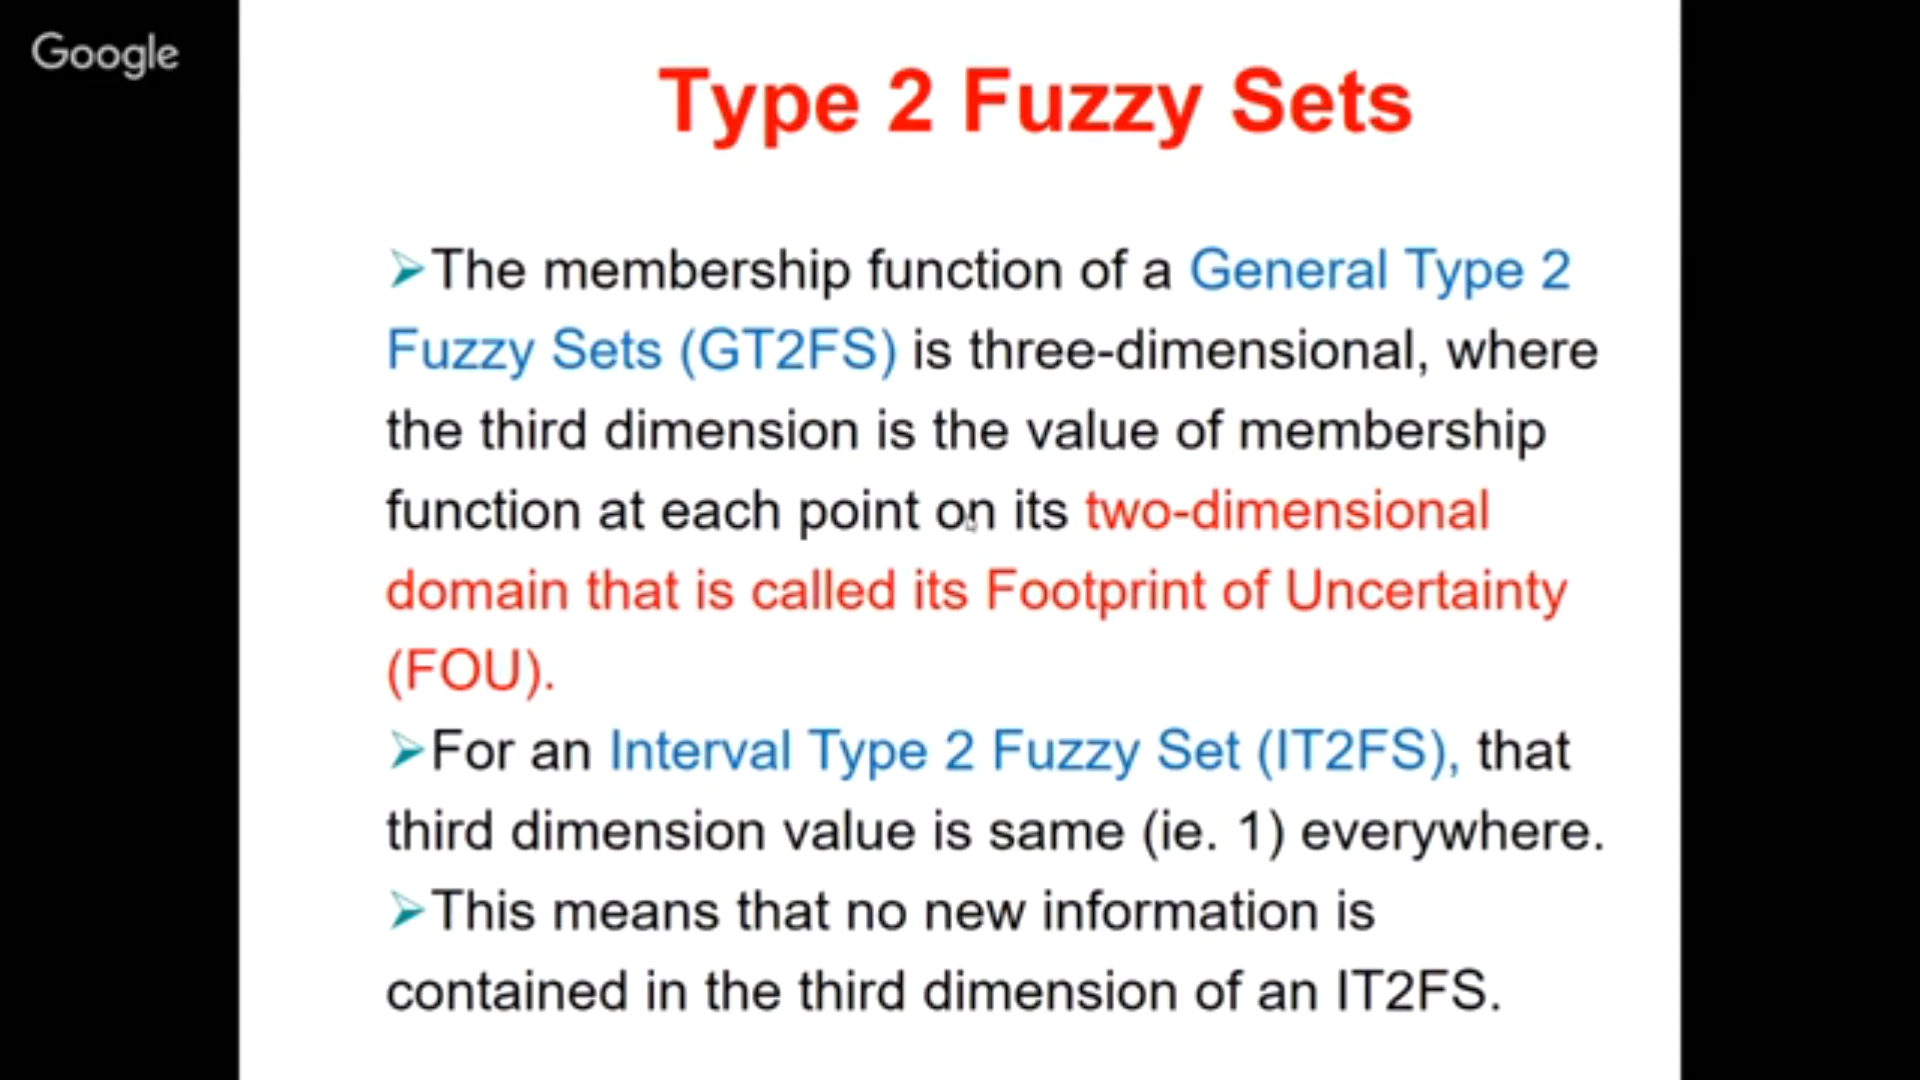 Google
Type 2 Fuzzy Sets
➢The membership function of a General Type 2
Fuzzy Sets (GT2FS) is three-dimensional, where
the third dimension is the value of membership
function at each point on its two-dimensional
domain that is called its Footprint of Uncertainty
(FOU).
➢For an Interval Type 2 Fuzzy Set (IT2FS), that
third dimension value is same (ie. 1) everywhere.
➢This means that no new information is
contained in the third dimension of an IT2FS.